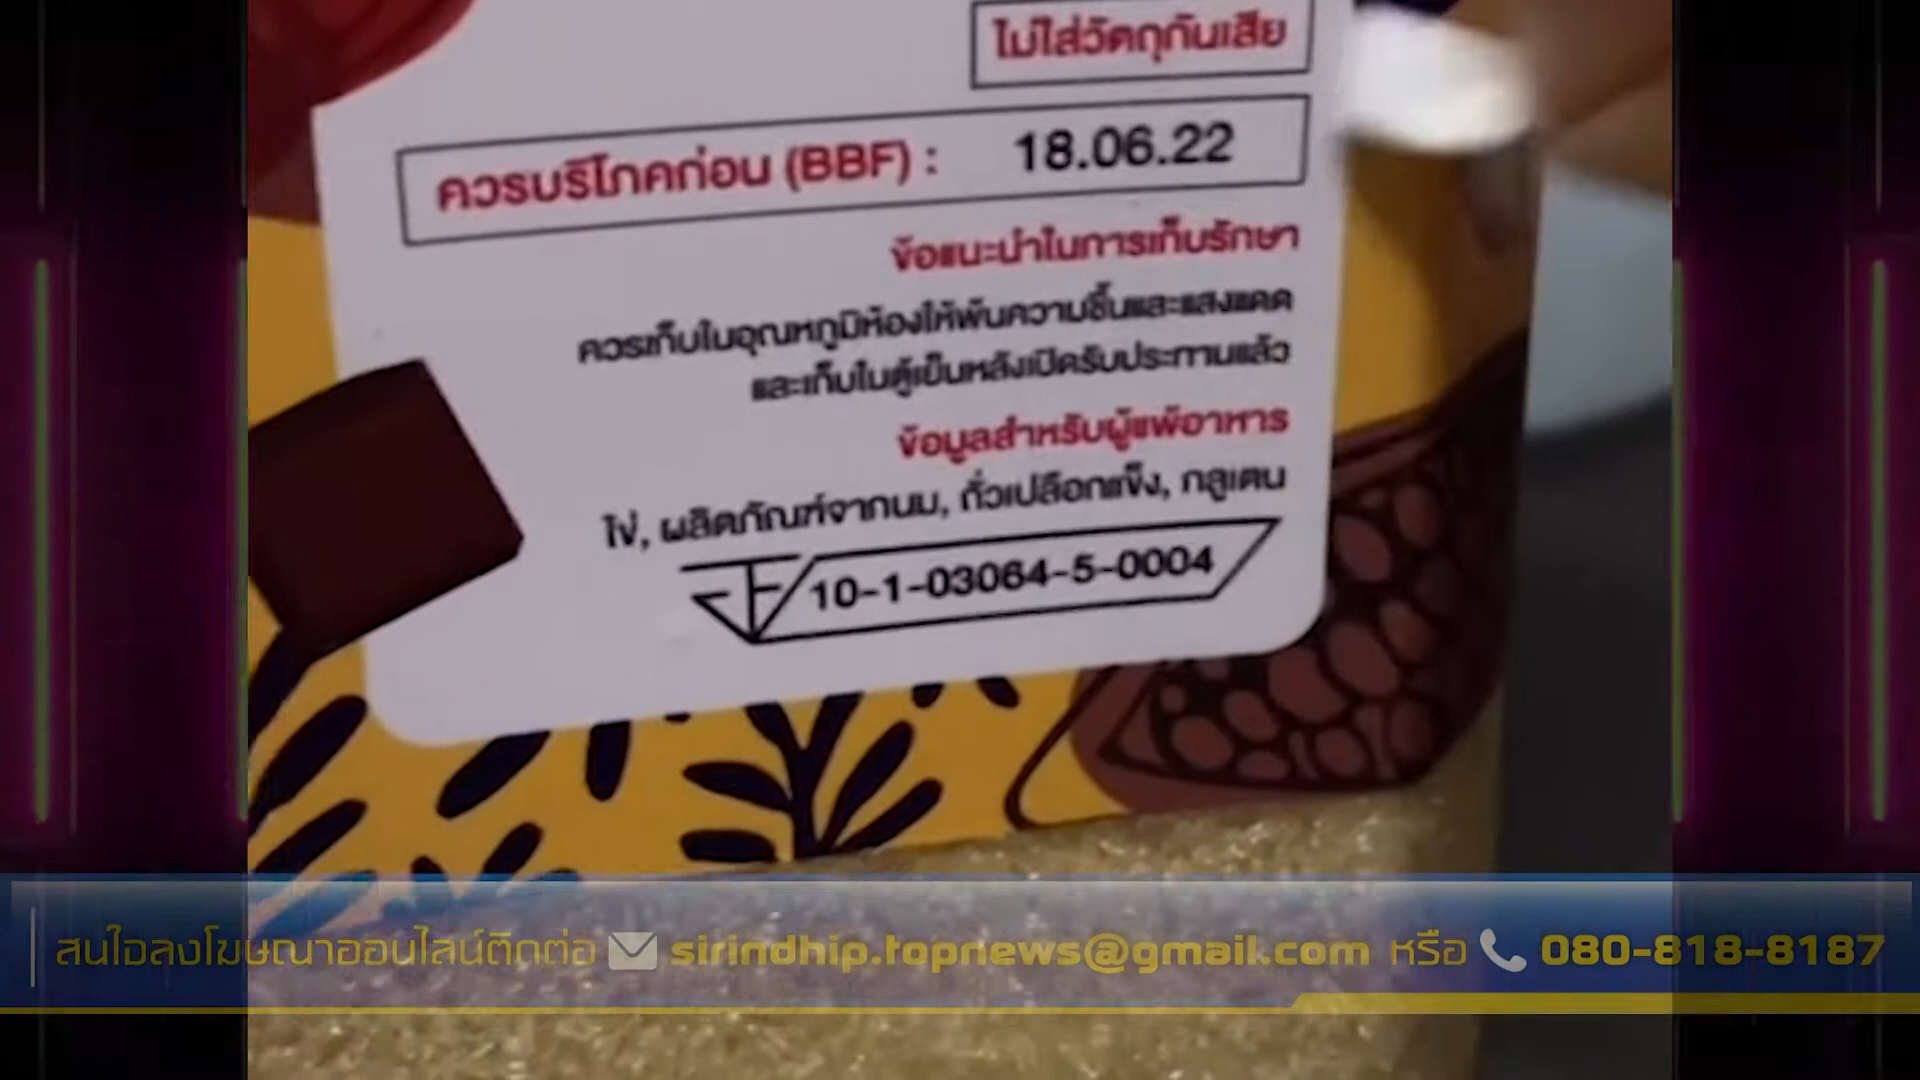 ไม่ใส่วัตถุกันเสีย
ควรบริโภคก่อน (BBF) : 18.06.22
ข้อแนะนำในการเก็บรักษา
ควรเก็บในอุณหภูมิห้องให้พ้นความชื้นและแสงแดด
และเก็บในตู้เย็นหลังเปิดรับประทานแล้ว
ข้อมูลสำหรับผู้แพ้อาหาร
ไข่, ผลิตภัณฑ์จากนม, ถั่วเปลือกแข็ง, กลูเตน
10-1-03064-5-0004
สนใจลงโฆษณาออนไลน์ติดต่อ sirindhip.topnews@gmail.com หรือ 080-818-8187